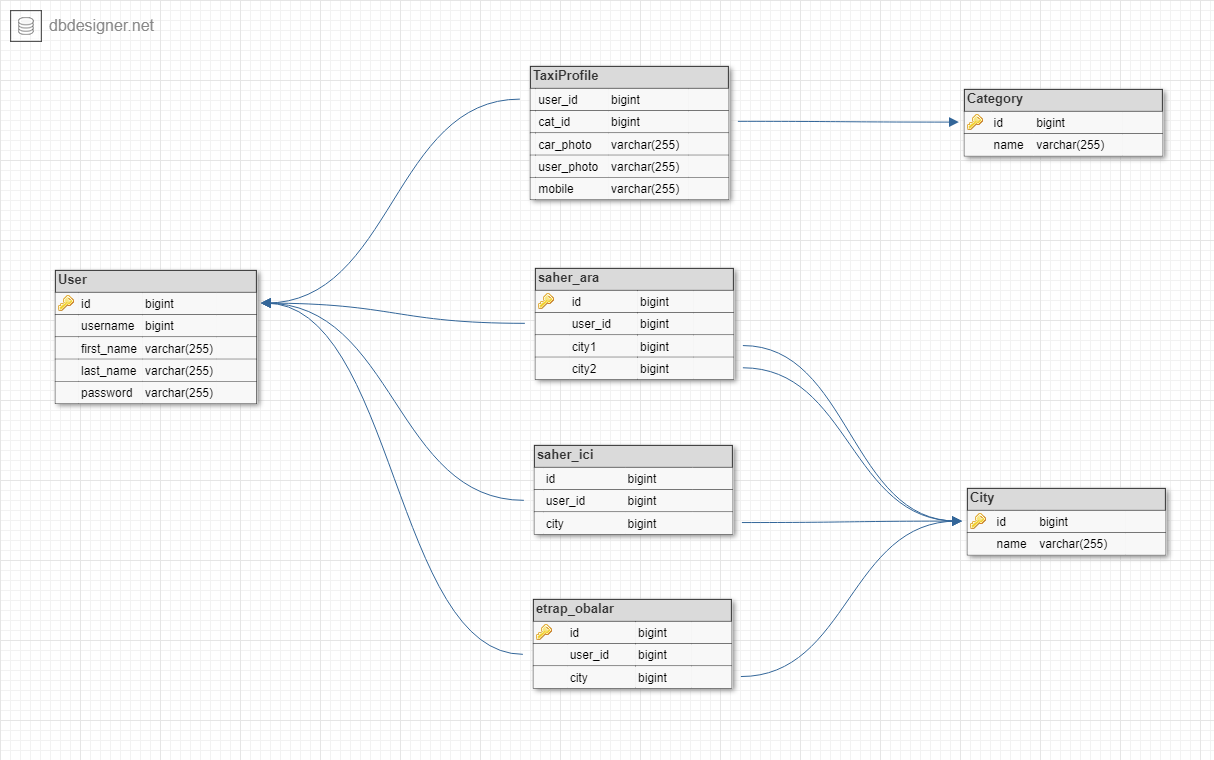 dbdesigner.net
TaxiProfile
user_id bigint
cat_id bigint
car_photo varchar(255)
user_photo varchar(255)
mobile varchar(255)
Category
id bigint
name varchar(255)
User
id bigint
username bigint
first_name varchar(255)
last_name varchar(255)
password varchar(255)
saher_ara
id bigint
user_id bigint
city1 bigint
city2 bigint
saher_ici
id bigint
user_id bigint
city bigint
City
id bigint
name varchar(255)
etrap_obalar
id bigint
user_id bigint
city bigint